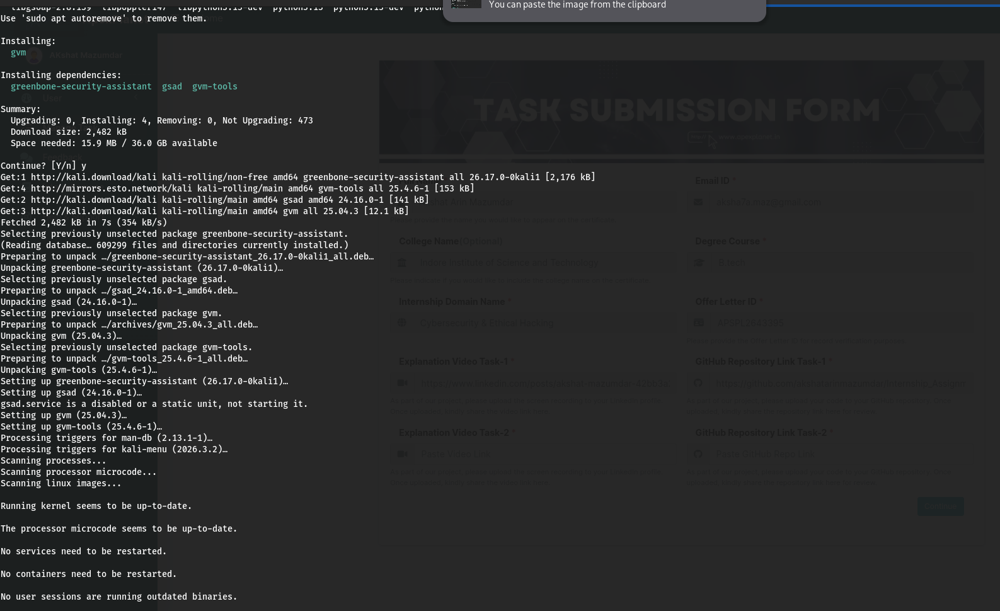 You can paste the image from the clipboard
Use 'sudo apt autoremove' to remove them.
Installing:
gvm
AKshat Mazumdar
Installing dependencies:
greenbone-security-assistant gsad gvm-tools
User
Summary:
Upgrading: 0, Installing: 4, Removing: 0, Not Upgrading: 473
Download size: 2,482 kB
Space needed: 15.9 MB / 36.0 GB available
Feedback
Continue? [Y/n] y
Get:1 http://kali.download/kali kali-rolling/non-free amd64 greenbone-security-assistant all 26.17.0-0kali1 [2,176 kB]
Get:4 http://mirrors.esto.network/kali kali-rolling/main amd64 gvm-tools all 25.4.6-1 [153 kB]
Get:2 http://kali.download/kali kali-rolling/main amd64 gsad amd64 24.16.0-1 [141 kB]
Get:3 http://kali.download/kali kali-rolling/main amd64 gvm all 25.04.3 [12.1 kB]
Fetched 2,482 kB in 7s (354 kB/s)
Selecting previously unselected package greenbone-security-assistant.
(Reading database… 609299 files and directories currently installed.)
Preparing to unpack …/greenbone-security-assistant_26.17.0-0kali1_all.deb…
Unpacking greenbone-security-assistant (26.17.0-0kali1)…
Selecting previously unselected package gsad.
Preparing to unpack …/gsad_24.16.0-1_amd64.deb…
Unpacking gsad (24.16.0-1)…
Selecting previously unselected package gvm.
Preparing to unpack …/archives/gvm_25.04.3_all.deb…
Unpacking gvm (25.04.3)…
Selecting previously unselected package gvm-tools.
Preparing to unpack …/gvm-tools_25.4.6-1_all.deb…
Unpacking gvm-tools (25.4.6-1)…
Setting up greenbone-security-assistant (26.17.0-0kali1)…
Setting up gsad (24.16.0-1)…
gsad.service is a disabled or a static unit, not starting it.
Setting up gvm (25.04.3)…
Setting up gvm-tools (25.4.6-1)…
Processing triggers for man-db (2.13.1-1)…
Processing triggers for kali-menu (2026.3.2)…
Scanning processes...
Scanning processor microcode...
Scanning linux images...
Running kernel seems to be up-to-date.
The processor microcode seems to be up-to-date.
No services need to be restarted.
No containers need to be restarted.
No user sessions are running outdated binaries.
TASK SUBMISSION FORM
Email ID *
College Name(Optional)
Degree Course *
Indore Institute of Science and Technology
B.tech
Internship Domain Name *
Offer Letter ID *
Cybersecurity & Ethical Hacking
APSPL2643395
Explanation Video Task-1 *
GitHub Repository Link Task-1 *
Explanation Video Task-2 *
GitHub Repository Link Task-2 *
Paste Video Link
Paste GitHub Repo Link
Continue